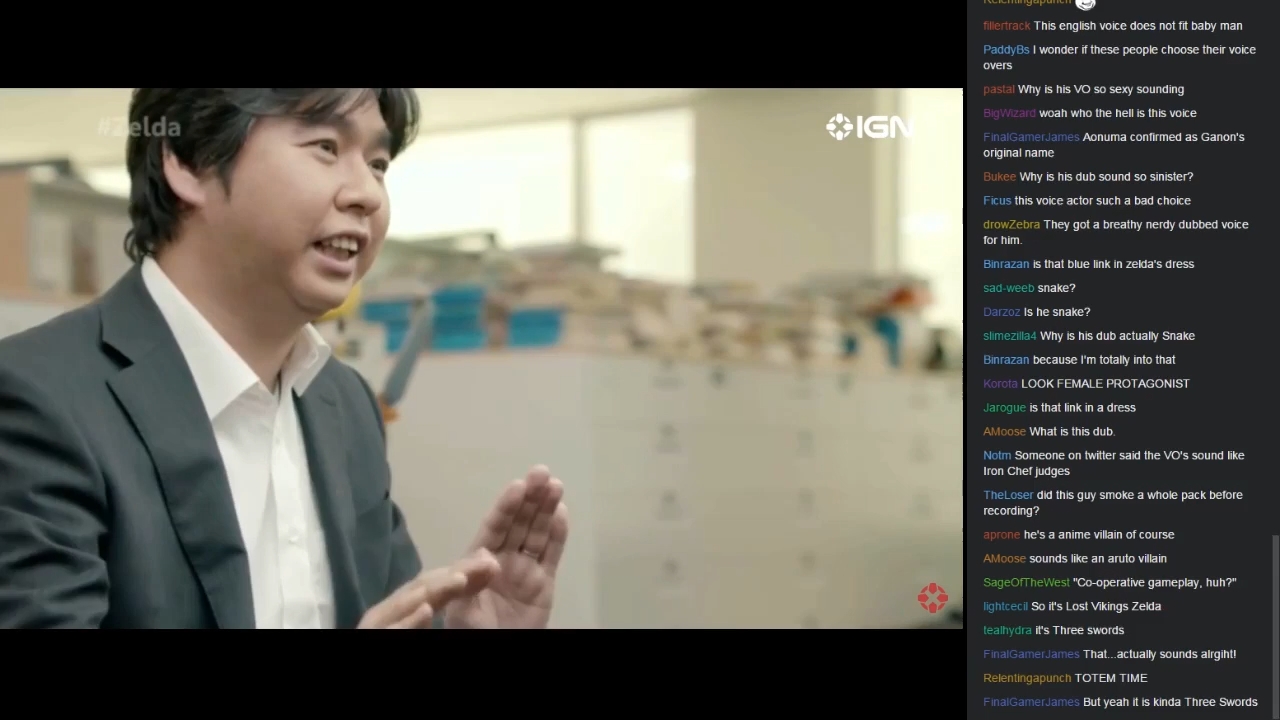 #Zelda
IGN
Relentingapunch
fillertrack This english voice does not fit baby man
PaddyBs I wonder if these people choose their voice
overs
pastal Why is his VO so sexy sounding
BigWizard woah who the hell is this voice
FinalGamerJames Aonuma confirmed as Ganon's
original name
Bukee Why is his dub sound so sinister?
Ficus this voice actor such a bad choice
drowZebra They got a breathy nerdy dubbed voice
for him.
Binrazan is that blue link in zelda's dress
sad-weeb snake?
Darzoz Is he snake?
slimezilla4 Why is his dub actually Snake
Binrazan because I'm totally into that
Korota LOOK FEMALE PROTAGONIST
Jarogue is that link in a dress
AMoose What is this dub.
Notm Someone on twitter said the VO's sound like
Iron Chef judges
TheLoser did this guy smoke a whole pack before
recording?
aprone he's a anime villain of course
AMoose sounds like an aruto villain
SageOfTheWest "Co-operative gameplay, huh?"
lightcecil So it's Lost Vikings Zelda
tealhydra it's Three swords
FinalGamerJames That...actually sounds alrgiht!
Relentingapunch TOTEM TIME
FinalGamerJames But yeah it is kinda Three Swords